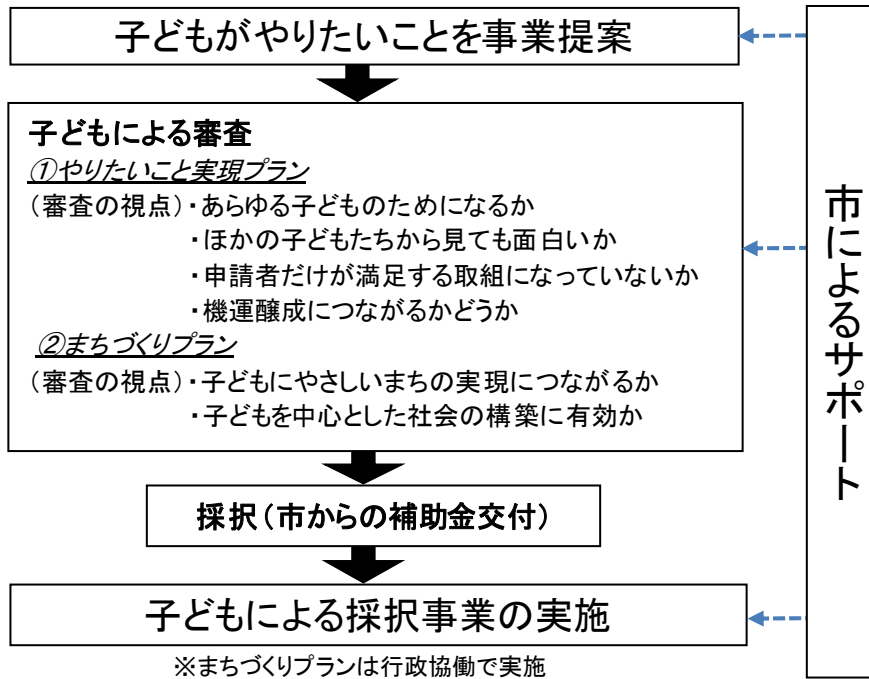 子どもがやりたいことを事業提案
子どもによる審査
①やりたいこと実現プラン
(審査の視点)・あらゆる子どものためになるか
・ほかの子どもたちから見ても面白いか
・申請者だけが満足する取組になっていないか
・機運醸成につながるかどうか
②まちづくりプラン
(審査の視点)・子どもにやさしいまちの実現につながるか
・子どもを中心とした社会の構築に有効か
採択(市からの補助金交付)
子どもによる採択事業の実施
※まちづくりプランは行政協働で実施
市によるサポート